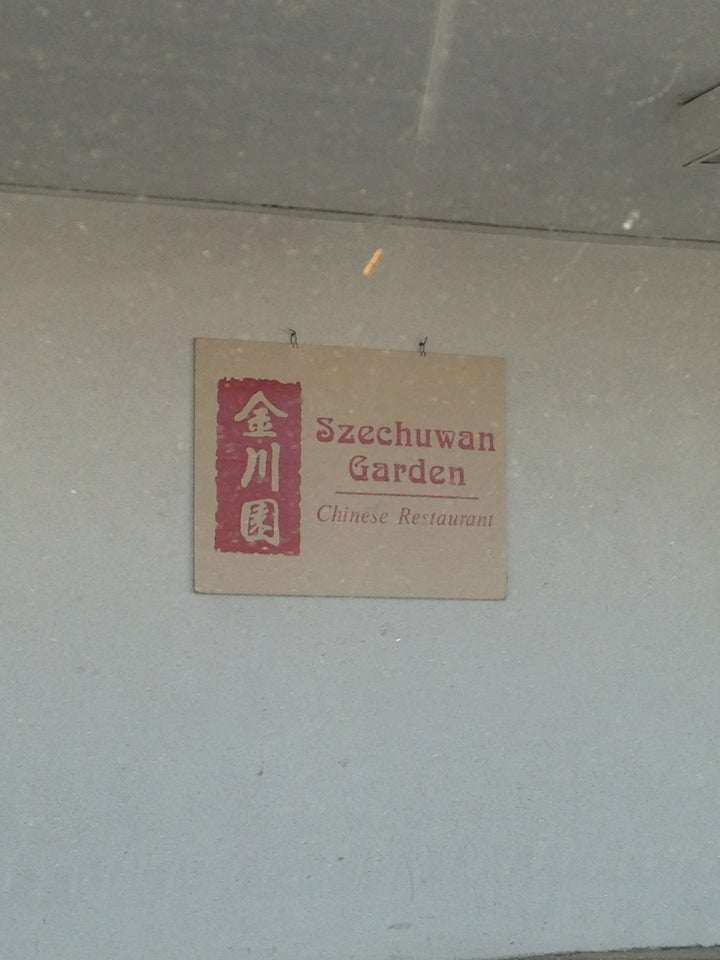 金川園
Szechuwan
Garden
Chinese Restaurant